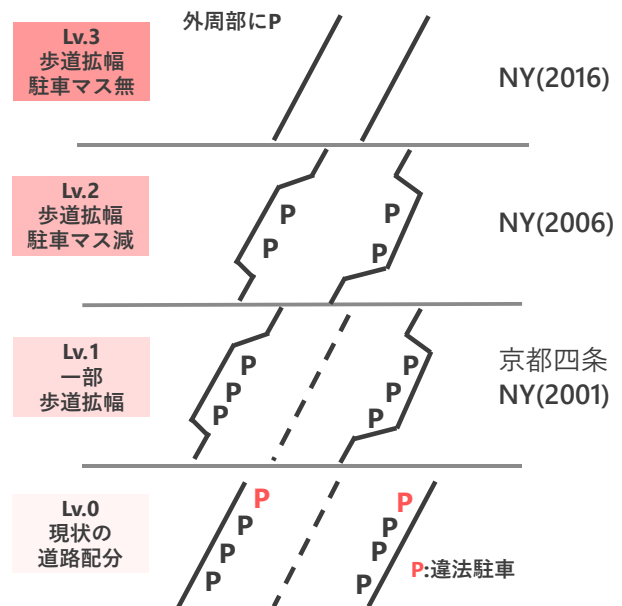 Lv.3
歩道拡幅
駐車マス無
外周部にP
NY(2016)
Lv.2
歩道拡幅
駐車マス減
P
P
P
P
NY(2006)
Lv.1
一部
歩道拡幅
P
P
P
P
P
P
京都四条
NY(2001)
Lv.0
現状の
道路配分
P
P
P
P
P
P
P
P
P:違法駐車